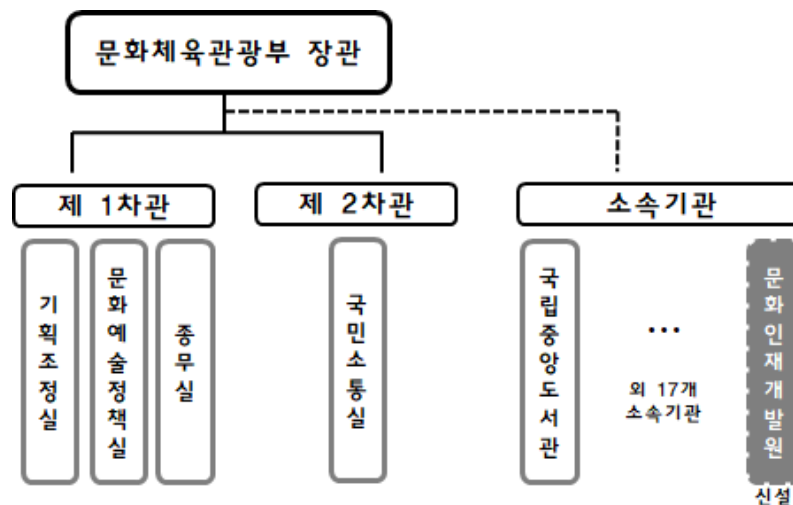 문화체육관광부 장관
제 1차관
제 2차관
소속기관
기획조정실
문화예술정책실
종무실
국민소통실
국립중앙도서관
...
외 17개
소속기관
문화인재개발원
신설